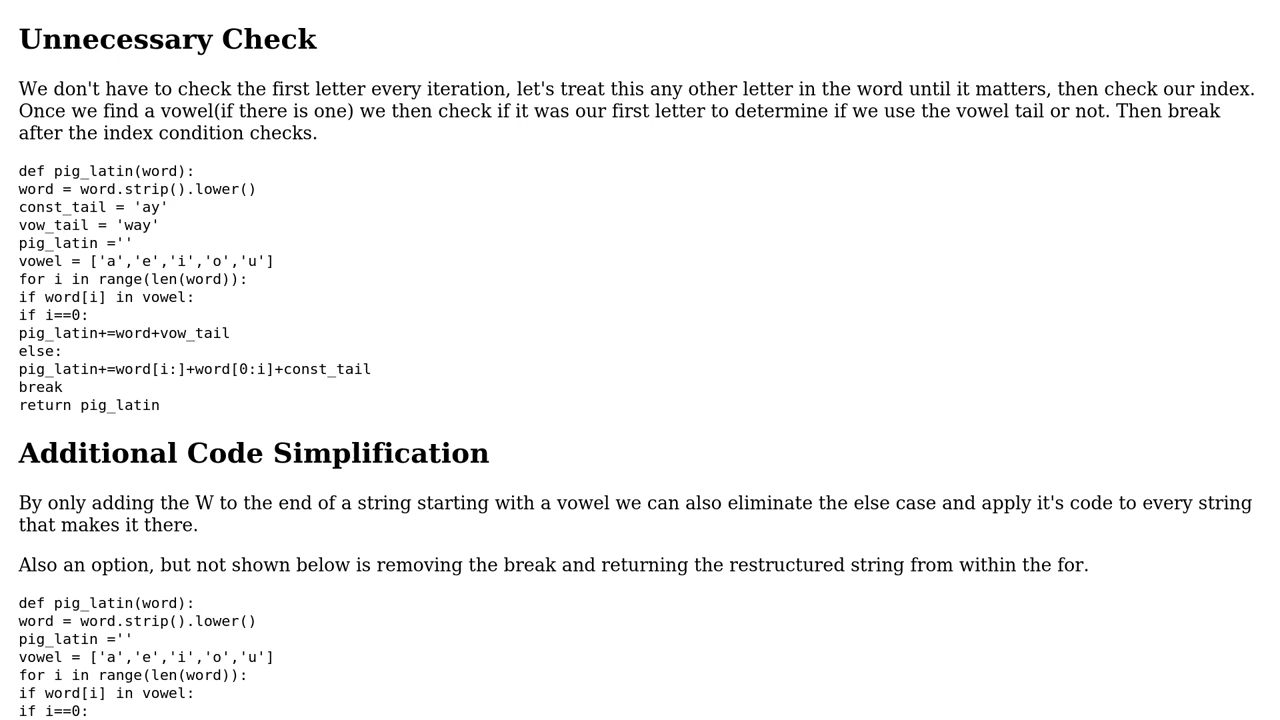 Unnecessary Check
We don't have to check the first letter every iteration, let's treat this any other letter in the word until it matters, then check our index.
Once we find a vowel(if there is one) we then check if it was our first letter to determine if we use the vowel tail or not. Then break
after the index condition checks.
def pig_latin(word):
word = word.strip().lower()
const_tail = 'ay'
vow_tail = 'way'
pig_latin =''
vowel = ['a','e','i','o','u']
for i in range(len(word)):
if word[i] in vowel:
if i==0:
pig_latin+=word+vow_tail
else:
pig_latin+=word[i:]+word[0:i]+const_tail
break
return pig_latin
Additional Code Simplification
By only adding the W to the end of a string starting with a vowel we can also eliminate the else case and apply it's code to every string
that makes it there.
Also an option, but not shown below is removing the break and returning the restructured string from within the for.
def pig_latin(word):
word = word.strip().lower()
pig_latin =''
vowel = ['a','e','i','o','u']
for i in range(len(word)):
if word[i] in vowel:
if i==0: